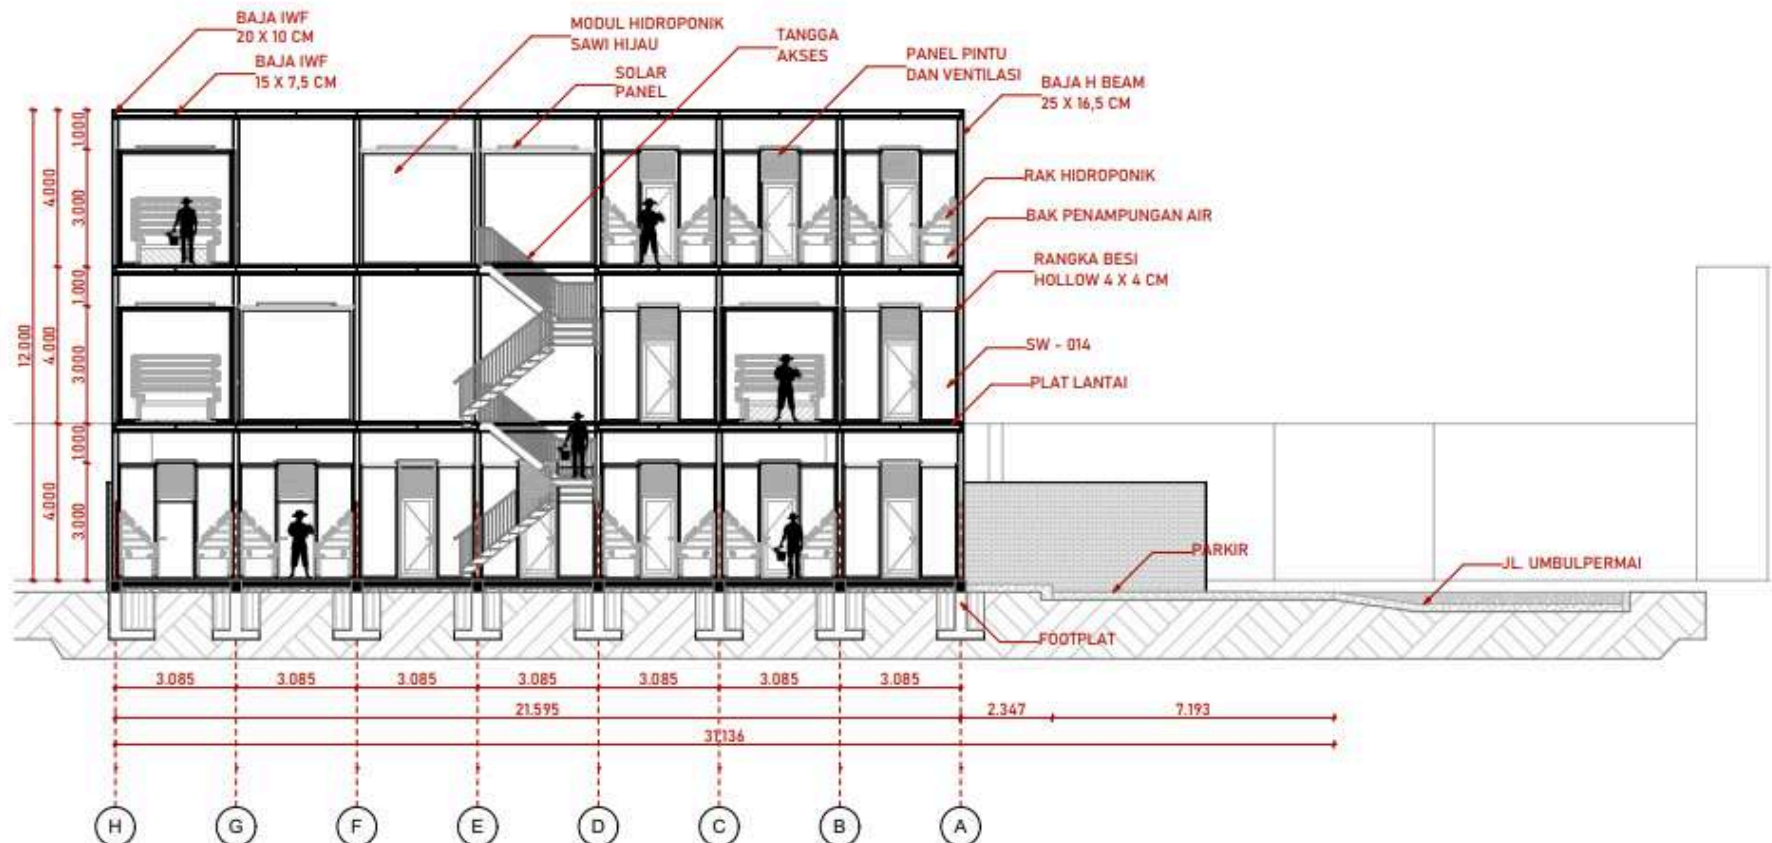 BAJA IWF
20 X 10 CM
BAJA IWF
15 X 7,5 CM
MODUL HIDROPONIK
SAWI HIJAU
SOLAR
PANEL
TANGGA
AKSES
PANEL PINTU
DAN VENTILASI
BAJA H BEAM
25 X 16,5 CM
RAK HIDROPONIK
BAK PENAMPUNGAN AIR
RANGKA BESI
HOLLOW 4 X 4 CM
SW - 014
PLAT LANTAI
PARKIR
JL. UMBULPERMAI
FOOTPLAT
12.000
4.000
4.000
4.000
1.000
3.000
1.000
3.000
1.000
3.000
3.085 3.085 3.085 3.085 3.085 3.085 3.085
21.595 2.347 7.193
31.136
H G F E D C B A